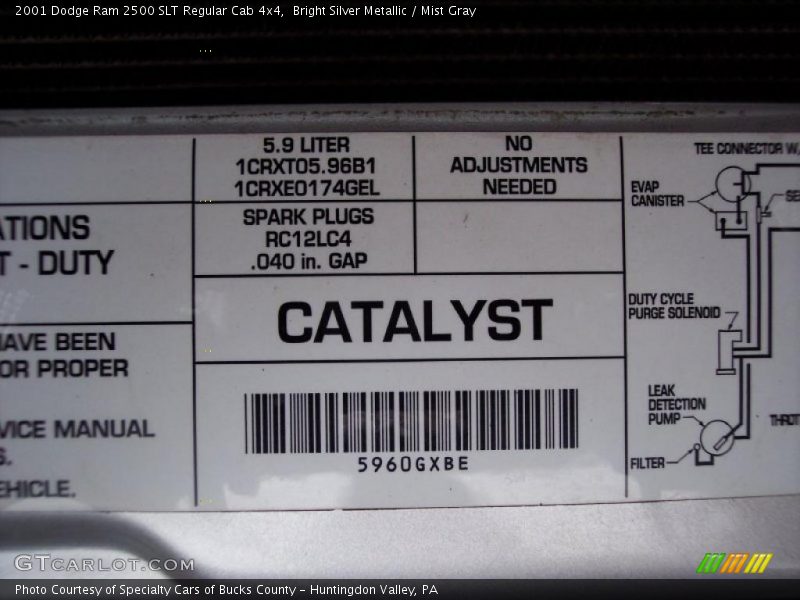 2001 Dodge Ram 2500 SLT Regular Cab 4x4,  Bright Silver Metallic / Mist Gray
5.9 LITER
1CRXT05.96B1
1CRXE0174GEL
NO
ADJUSTMENTS
NEEDED
TEE CONNECTOR W,
EVAP
CANISTER
ATIONS
T - DUTY
SPARK PLUGS
RC12LC4
.040 in. GAP
CATALYST
DUTY CYCLE
PURGE SOLENOID
AVE BEEN
OR PROPER
VICE MANUAL
S.
EHICLE.
5960GXBE
LEAK
DETECTION
PUMP
THROT
FILTER
GTCARLOT.COM
Photo Courtesy of Specialty Cars of Bucks County - Huntingdon Valley, PA